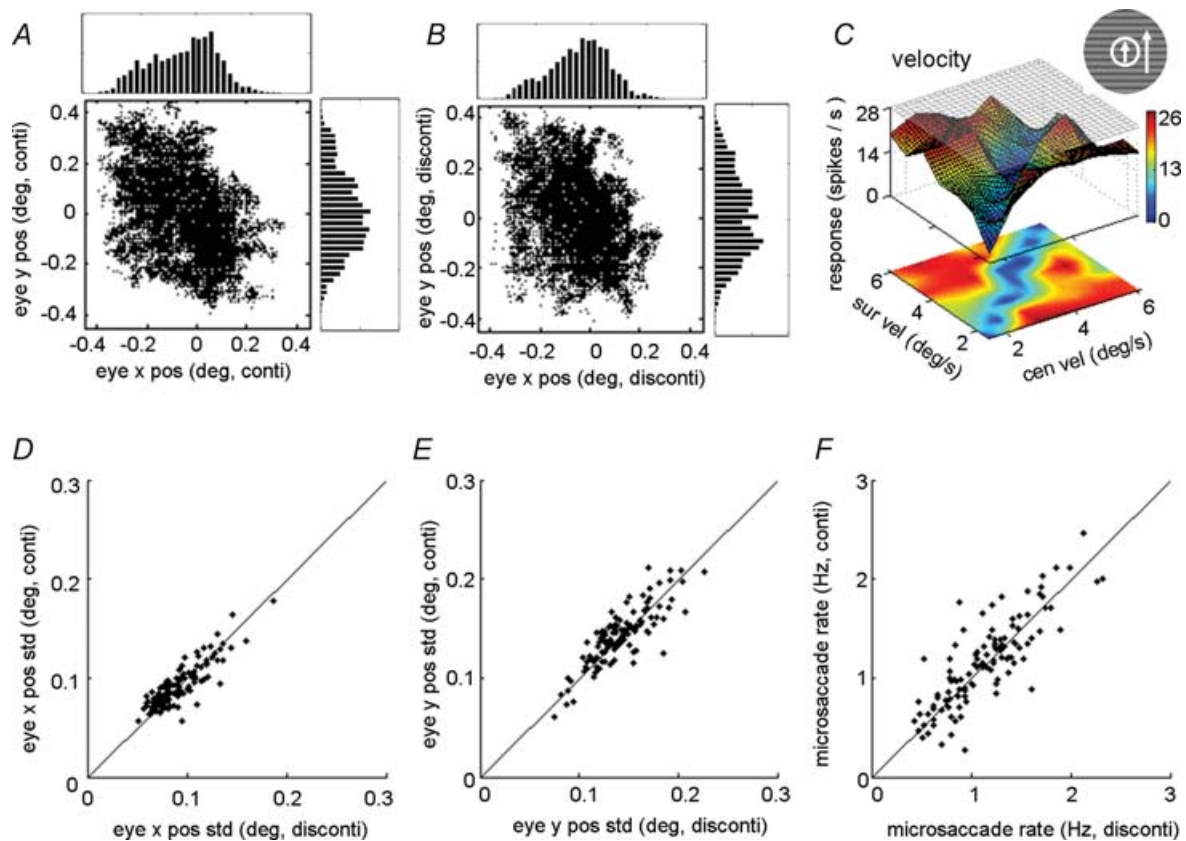 A
B
C
velocity
0.4
0.2
0
-0.2
-0.4
eye y pos (deg, conti)
-0.4 -0.2 0 0.2 0.4
eye x pos (deg, conti)
0.4
0.2
0
-0.2
-0.4
eye y pos (deg, disconti)
-0.4 -0.2 0 0.2 0.4
eye x pos (deg, disconti)
28
14
0
response (spikes / s)
26
13
0
6
4
2
sur vel (deg/s)
2
4
6
cen vel (deg/s)
D
E
F
0.3
0.2
0.1
0
eye x pos std (deg, conti)
0 0.1 0.2 0.3
eye x pos std (deg, disconti)
0.3
0.2
0.1
0
eye y pos std (deg, conti)
0 0.1 0.2 0.3
eye y pos std (deg, disconti)
3
2
1
0
microsaccade rate (Hz, conti)
0 1 2 3
microsaccade rate (Hz, disconti)